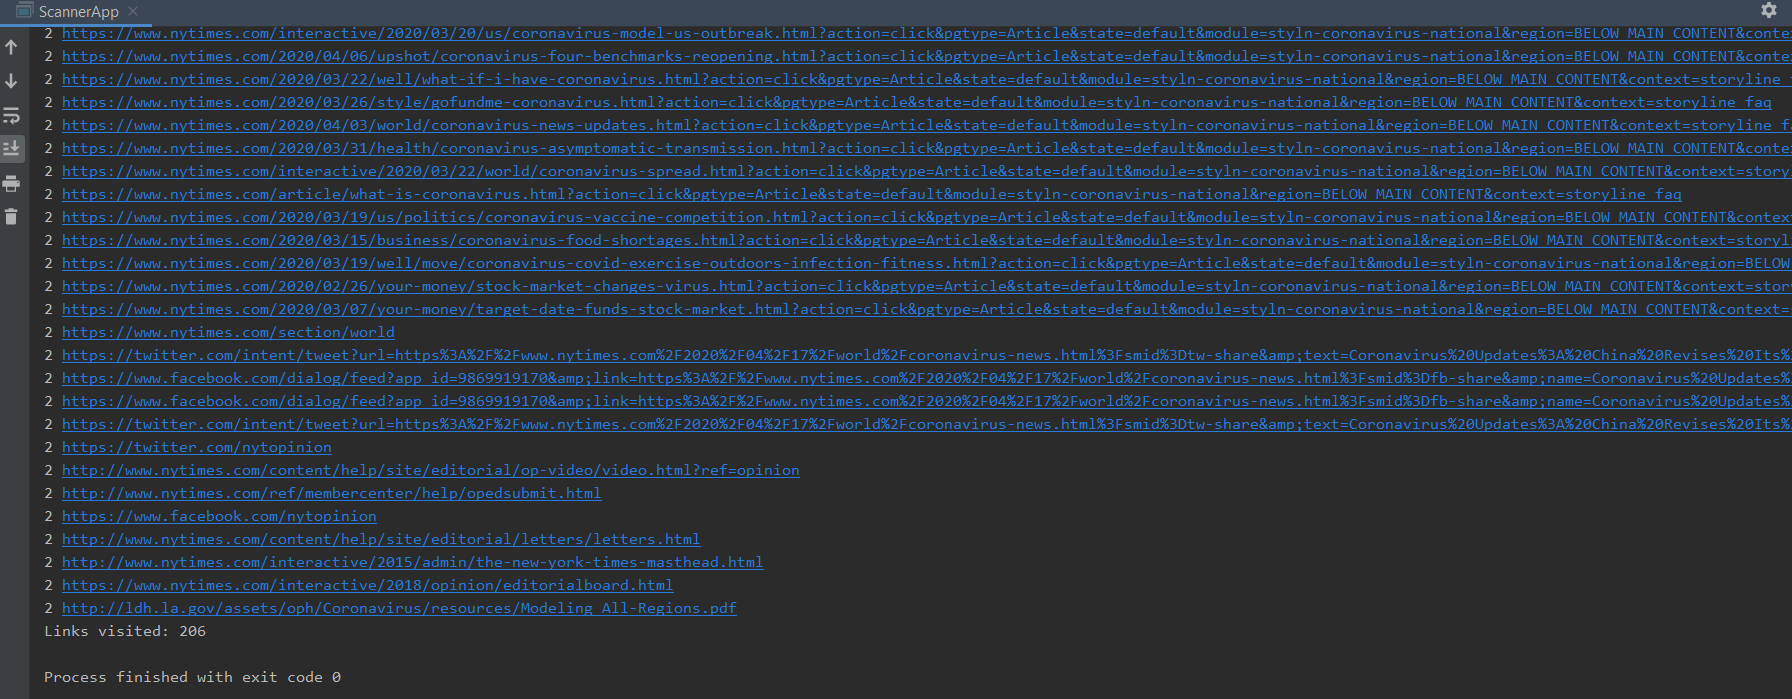 ScannerApp
2 https://www.nytimes.com/interactive/2020/03/20/us/coronavirus-model-us-outbreak.html?action=click&pgtype=Article&state=default&module=styln-coronavirus-national&region=BELOW_MAIN_CONTENT&conte
2 https://www.nytimes.com/2020/04/06/upshot/coronavirus-four-benchmarks-reopening.html?action=click&pgtype=Article&state=default&module=styln-coronavirus-national&region=BELOW_MAIN_CONTENT&conte
2 https://www.nytimes.com/2020/03/22/well/what-if-i-have-coronavirus.html?action=click&pgtype=Article&state=default&module=styln-coronavirus-national&region=BELOW_MAIN_CONTENT&context=storyline_
2 https://www.nytimes.com/2020/03/26/style/gofundme-coronavirus.html?action=click&pgtype=Article&state=default&module=styln-coronavirus-national&region=BELOW_MAIN_CONTENT&context=storyline_faq
2 https://www.nytimes.com/2020/04/03/world/coronavirus-news-updates.html?action=click&pgtype=Article&state=default&module=styln-coronavirus-national&region=BELOW_MAIN_CONTENT&context=storyline_f
2 https://www.nytimes.com/2020/03/31/health/coronavirus-asymptomatic-transmission.html?action=click&pgtype=Article&state=default&module=styln-coronavirus-national&region=BELOW_MAIN_CONTENT&conte
2 https://www.nytimes.com/interactive/2020/03/22/world/coronavirus-spread.html?action=click&pgtype=Article&state=default&module=styln-coronavirus-national&region=BELOW_MAIN_CONTENT&context=story
2 https://www.nytimes.com/article/what-is-coronavirus.html?action=click&pgtype=Article&state=default&module=styln-coronavirus-national&region=BELOW_MAIN_CONTENT&context=storyline_faq
2 https://www.nytimes.com/2020/03/19/us/politics/coronavirus-vaccine-competition.html?action=click&pgtype=Article&state=default&module=styln-coronavirus-national&region=BELOW_MAIN_CONTENT&contex
2 https://www.nytimes.com/2020/03/15/business/coronavirus-food-shortages.html?action=click&pgtype=Article&state=default&module=styln-coronavirus-national&region=BELOW_MAIN_CONTENT&context=storyl
2 https://www.nytimes.com/2020/03/19/well/move/coronavirus-covid-exercise-outdoors-infection-fitness.html?action=click&pgtype=Article&state=default&module=styln-coronavirus-national&region=BELOW
2 https://www.nytimes.com/2020/02/26/your-money/stock-market-changes-virus.html?action=click&pgtype=Article&state=default&module=styln-coronavirus-national&region=BELOW_MAIN_CONTENT&context=stor
2 https://www.nytimes.com/2020/03/07/your-money/target-date-funds-stock-market.html?action=click&pgtype=Article&state=default&module=styln-coronavirus-national&region=BELOW_MAIN_CONTENT&context=
2 https://www.nytimes.com/section/world
2 https://twitter.com/intent/tweet?url=https%3A%2F%2Fwww.nytimes.com%2F2020%2F04%2F17%2Fworld%2Fcoronavirus-news.html%3Fsmid%3Dtw-share&amp;text=Coronavirus%20Updates%3A%20China%20Revises%20Its%
2 https://www.facebook.com/dialog/feed?app_id=9869919170&amp;link=https%3A%2F%2Fwww.nytimes.com%2F2020%2F04%2F17%2Fworld%2Fcoronavirus-news.html%3Fsmid%3Dfb-share&amp;name=Coronavirus%20Updates%
2 https://www.facebook.com/dialog/feed?app_id=9869919170&amp;link=https%3A%2F%2Fwww.nytimes.com%2F2020%2F04%2F17%2Fworld%2Fcoronavirus-news.html%3Fsmid%3Dfb-share&amp;name=Coronavirus%20Updates%
2 https://twitter.com/intent/tweet?url=https%3A%2F%2Fwww.nytimes.com%2F2020%2F04%2F17%2Fworld%2Fcoronavirus-news.html%3Fsmid%3Dtw-share&amp;text=Coronavirus%20Updates%3A%20China%20Revises%20Its%
2 https://twitter.com/nytopinion
2 http://www.nytimes.com/content/help/site/editorial/op-video/video.html?ref=opinion
2 http://www.nytimes.com/ref/membercenter/help/opedsubmit.html
2 https://www.facebook.com/nytopinion
2 http://www.nytimes.com/content/help/site/editorial/letters/letters.html
2 http://www.nytimes.com/interactive/2015/admin/the-new-york-times-masthead.html
2 https://www.nytimes.com/interactive/2018/opinion/editorialboard.html
2 http://ldh.la.gov/assets/oph/Coronavirus/resources/Modeling_All-Regions.pdf
Links visited: 206
Process finished with exit code 0